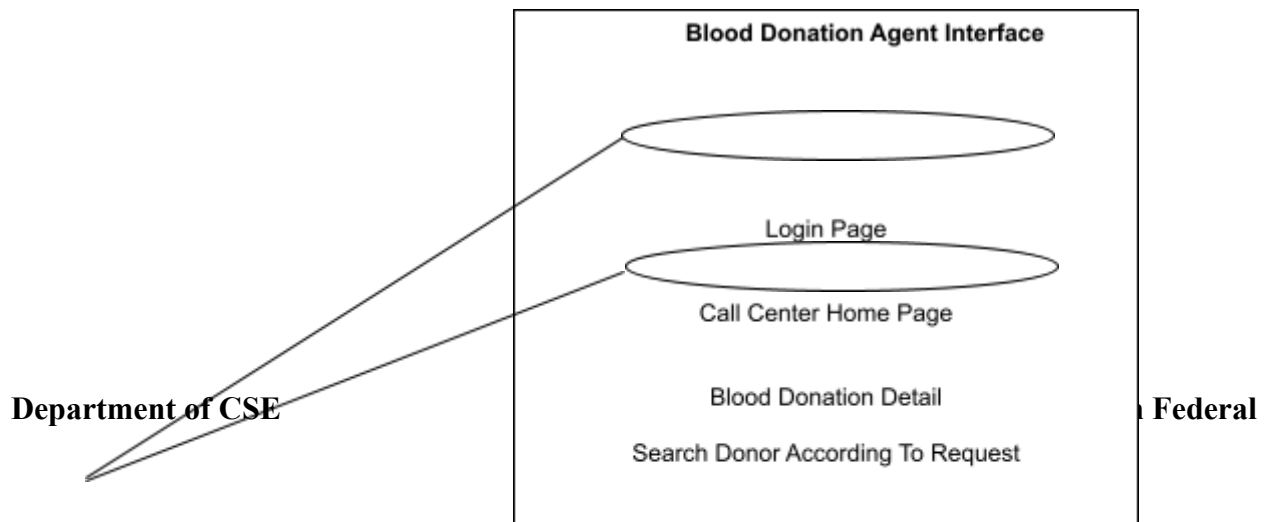 Blood Donation Agent Interface
Login Page
Call Center Home Page
Blood Donation Detail
Department of CSE Federal
Search Donor According To Request